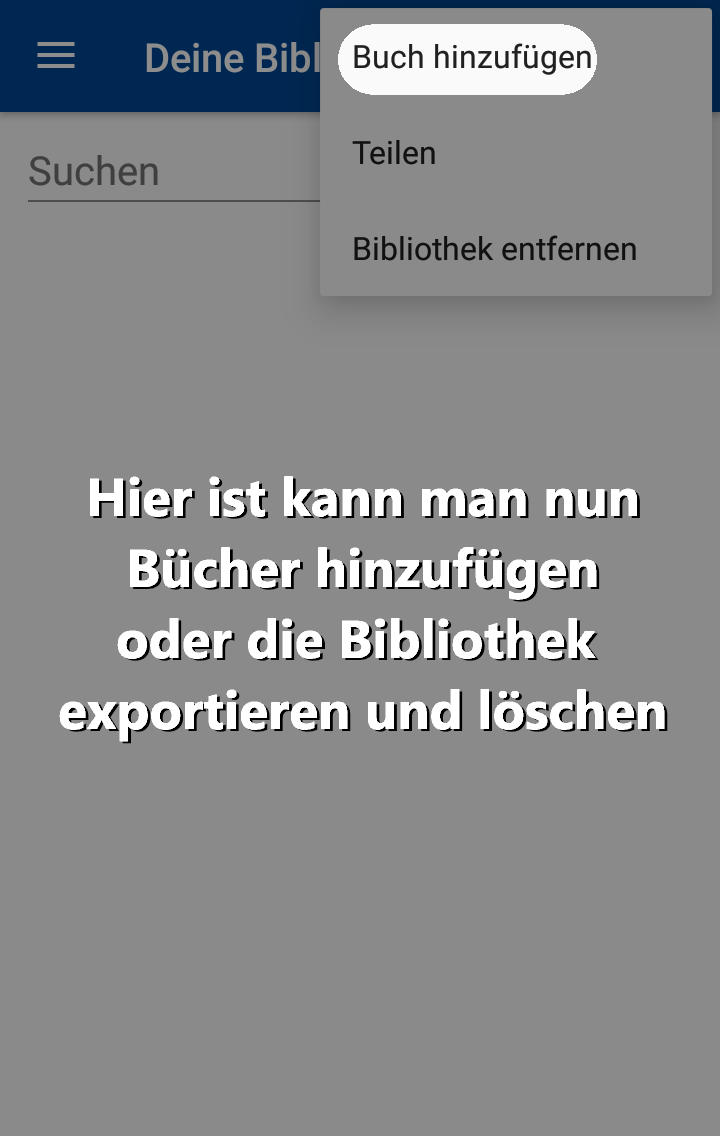 Deine Bibl
Buch hinzufügen
Teilen
Bibliothek entfernen
Suchen
Hier ist kann man nun
Bücher hinzufügen
oder die Bibliothek
exportieren und löschen